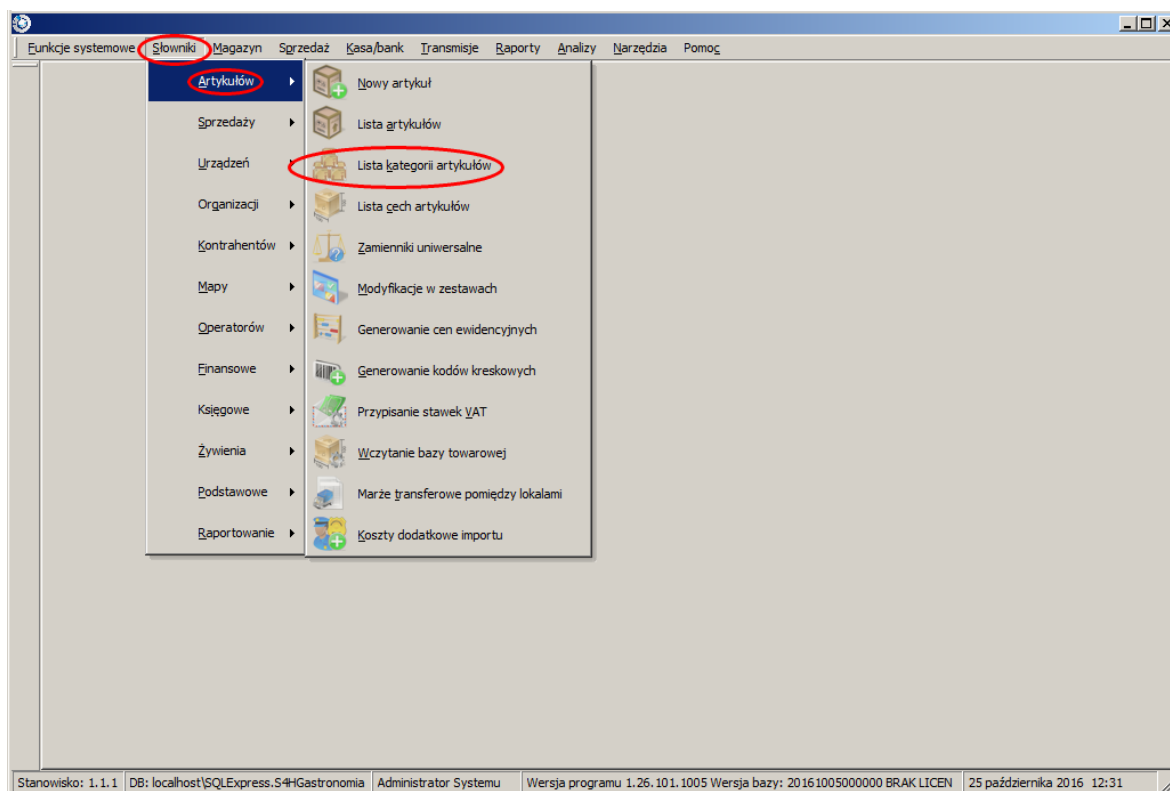 Funkcje systemowe Słowniki Magazyn Sprzedaż Kasa/bank Transmisje Raporty Analizy Narzędzia Pomoc
Artykułów
Sprzedaży
Urządzeń
Organizacji
Kontrahentów
Mapy
Operatorów
Finansowe
Księgowe
Żywienia
Podstawowe
Raportowanie
Nowy artykuł
Lista artykułów
Lista kategorii artykułów
Lista cech artykułów
Zamienniki uniwersalne
Modyfikacje w zestawach
Generowanie cen ewidencyjnych
Generowanie kodów kreskowych
Przypisanie stawek VAT
Wczytanie bazy towarowej
Marże transferowe pomiędzy lokalami
Koszty dodatkowe importu
Stanowisko: 1.1.1 DB: localhost\SQLExpress.S4HGastronomia Administrator Systemu Wersja programu 1.26.101.1005 Wersja bazy: 20161005000000 BRAK LICEN 25 października 2016 12:31